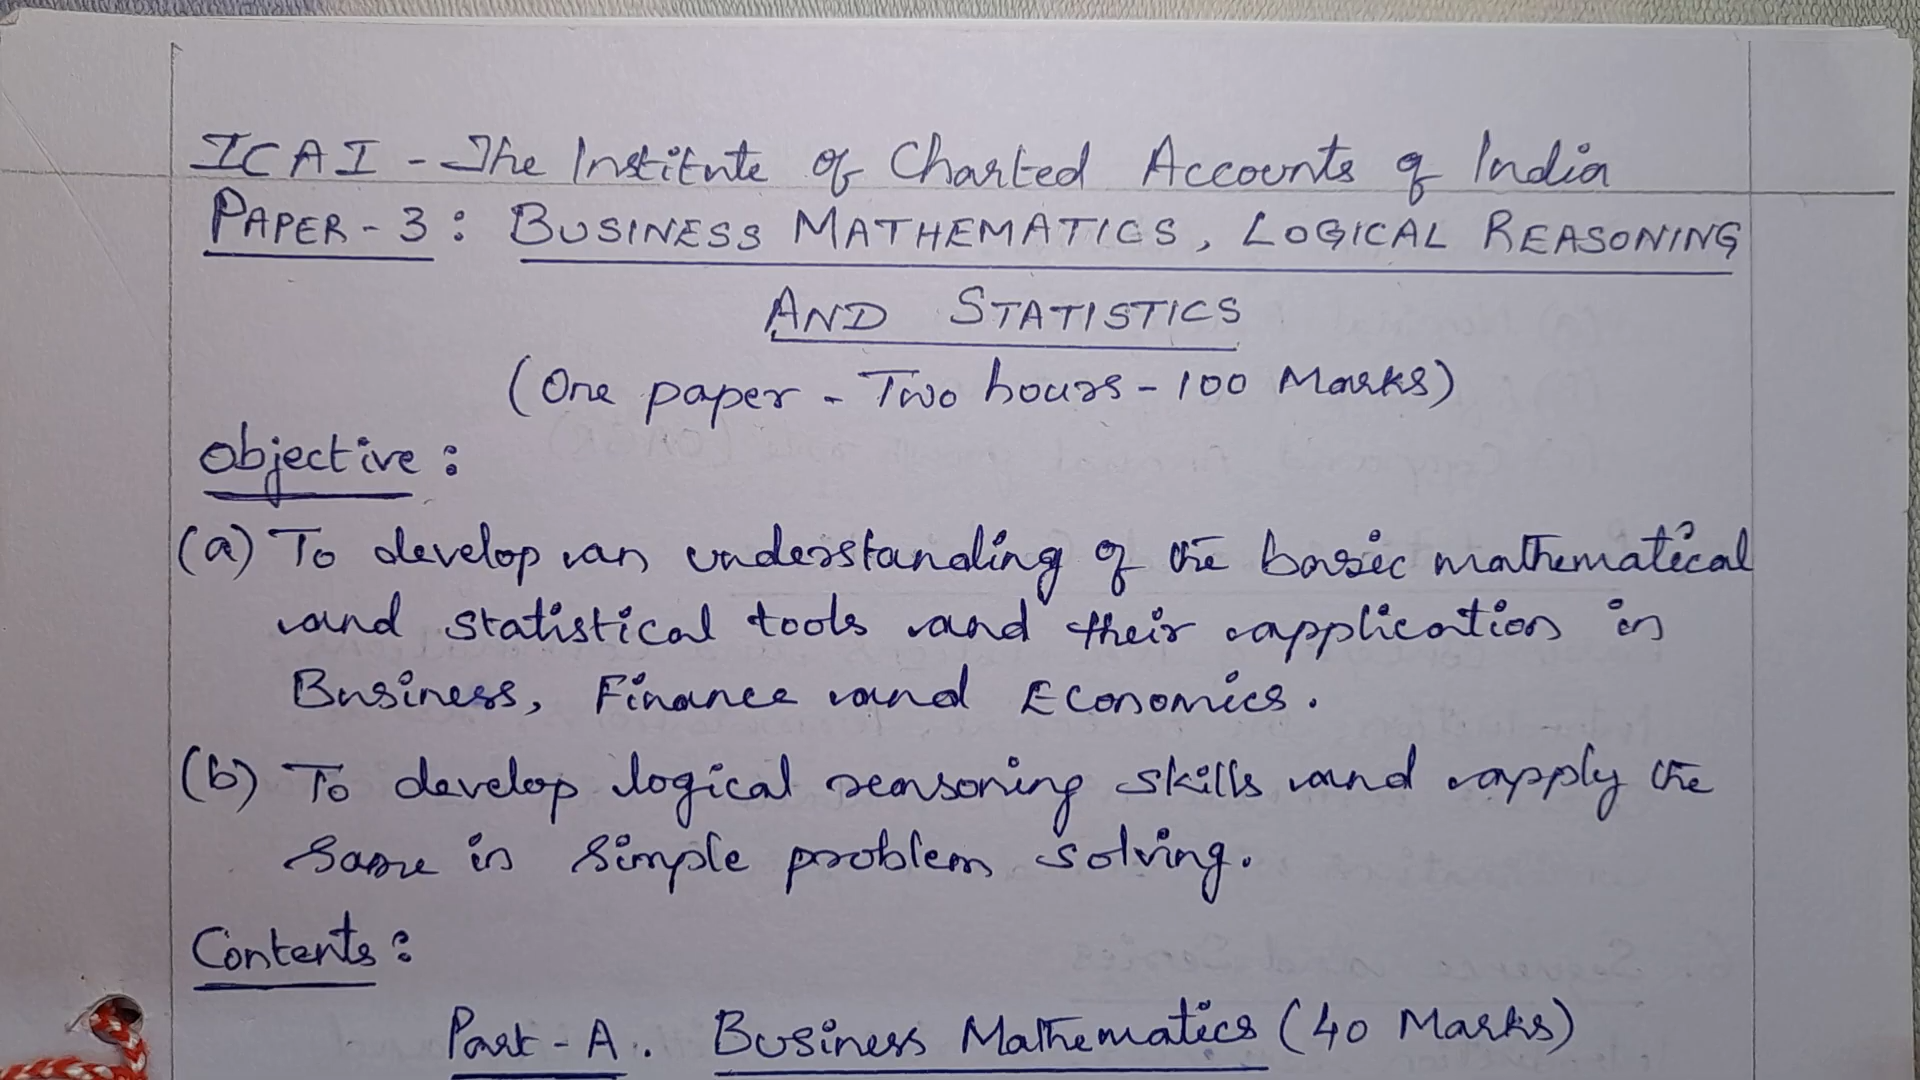 ICAI - The Institute of Charted Accounts of India
PAPER - 3 : BUSINESS MATHEMATICS, LOGICAL REASONING
AND STATISTICS
(One paper - Two hours - 100 Marks)
Objective :
(a) To develop an understanding of the basic mathematical
and statistical tools and their application in
Business, Finance and Economics.
(b) To develop logical reasoning skills and apply the
same in simple problem solving.
Contents :
Part - A. Business Mathematics (40 Marks)